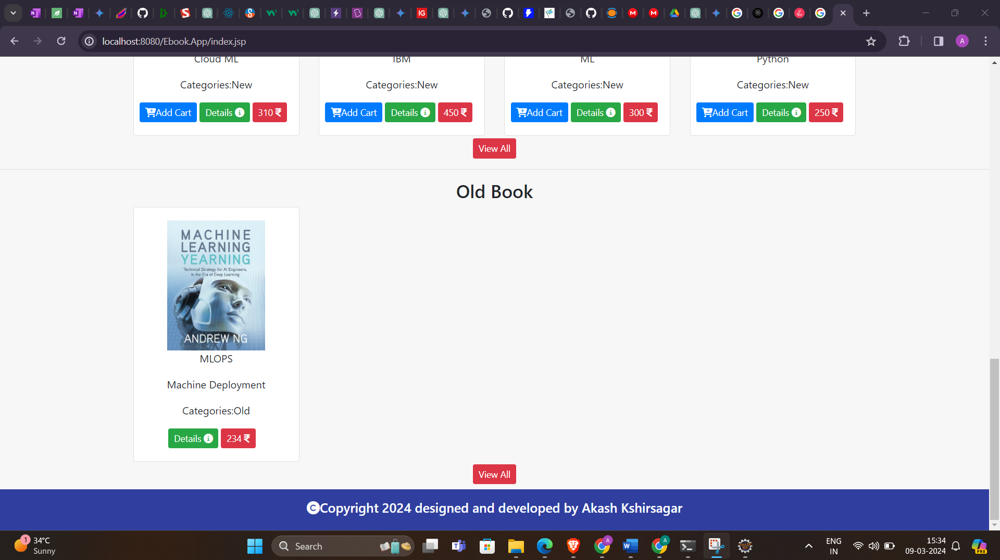 localhost:8080/Ebook.App/index.jsp
A
Cloud ML
IBM
ML
Python
Categories:New
Categories:New
Categories:New
Categories:New
Add Cart Details 310 ₹
Add Cart Details 450 ₹
Add Cart Details 300 ₹
Add Cart Details 250 ₹
View All
Old Book
MACHINE
LEARNING
YEARNING
Technical Strategy for AI Engineers,
In the Era of Deep Learning
ANDREW NG
MLOPS
Machine Deployment
Categories:Old
Details 234 ₹
View All
©Copyright 2024 designed and developed by Akash Kshirsagar
1
34°C
Sunny
Search
ENG
IN
15:34
09-03-2024
PRE